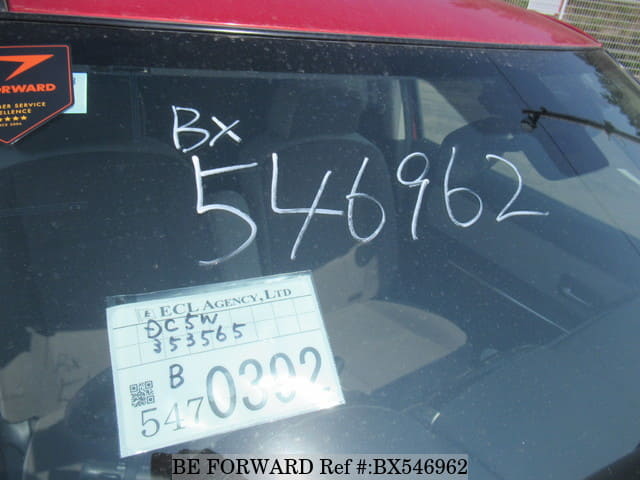 FORWARD
BX
546962
ECL AGENCY, LTD
DC5W
353565
B
5470392
BE FORWARD Ref #:BX546962